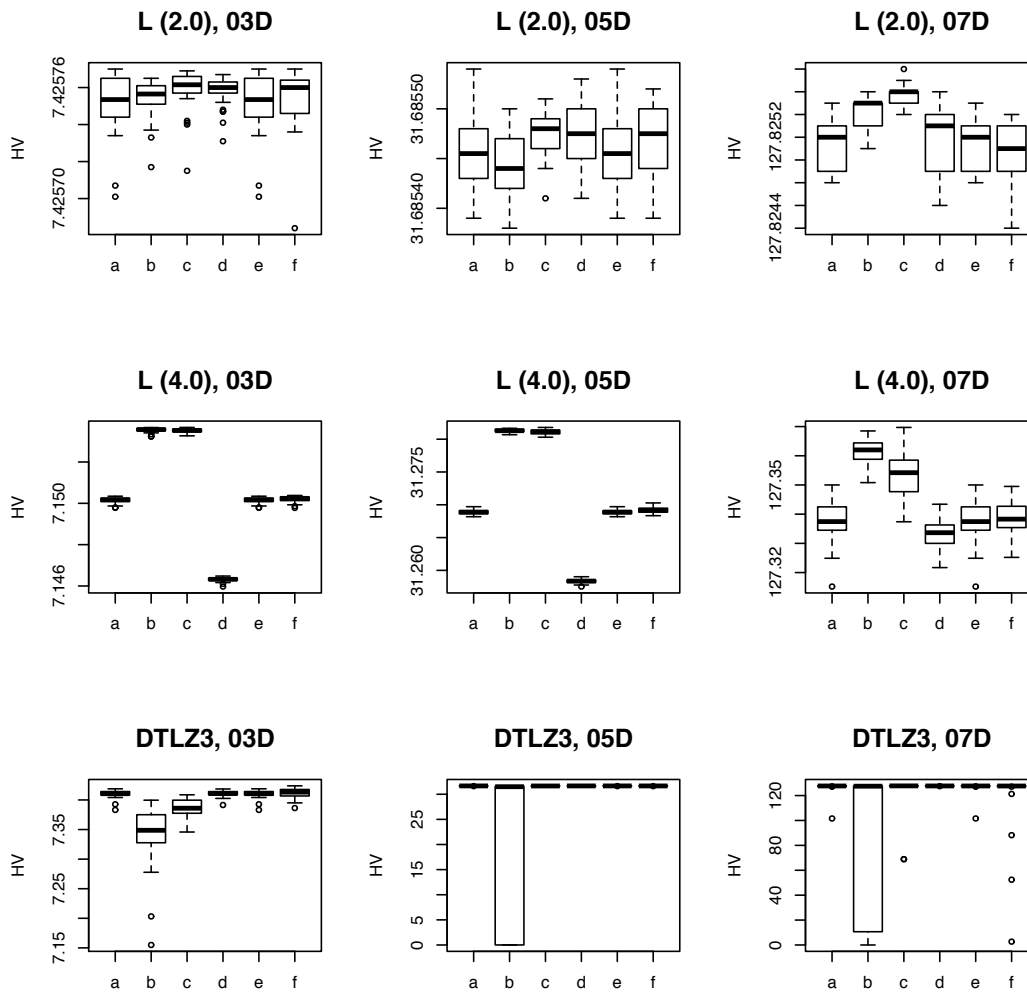 L (2.0), 03D
HV
7.42570
7.42576
a b c d e f
L (2.0), 05D
HV
31.68540
31.68550
a b c d e f
L (2.0), 07D
HV
127.8244
127.8252
a b c d e f
L (4.0), 03D
HV
7.146
7.150
a b c d e f
L (4.0), 05D
HV
31.260
31.275
a b c d e f
L (4.0), 07D
HV
127.32
127.35
a b c d e f
DTLZ3, 03D
HV
7.15
7.25
7.35
a b c d e f
DTLZ3, 05D
HV
0
5
15
25
a b c d e f
DTLZ3, 07D
HV
0
40
80
120
a b c d e f